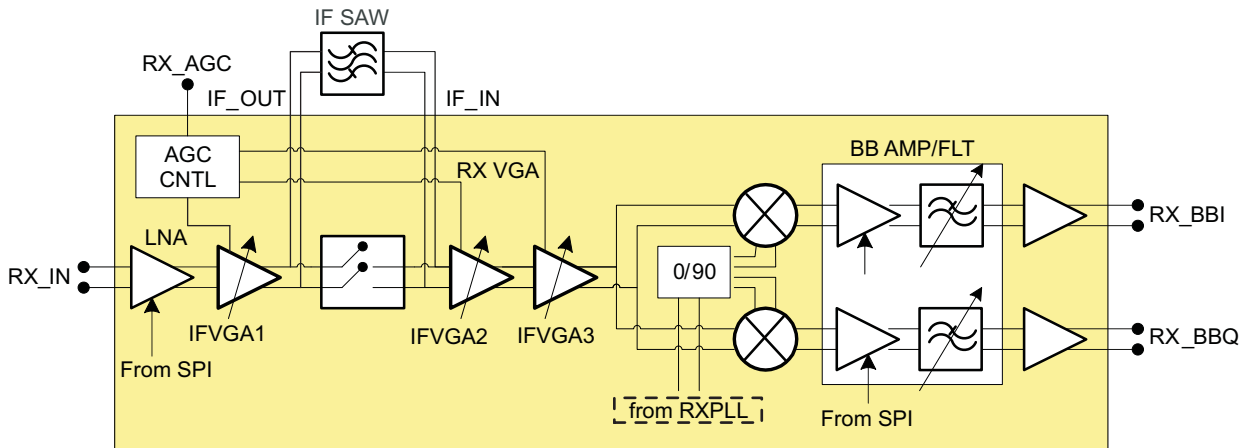 IF SAW
RX_AGC
IF_OUT
IF_IN
AGC
CNTL
RX VGA
BB AMP/FLT
LNA
RX_IN
0/90
RX_BBI
IFVGA1
IFVGA2
IFVGA3
From SPI
RX_BBQ
from RXPLL
From SPI